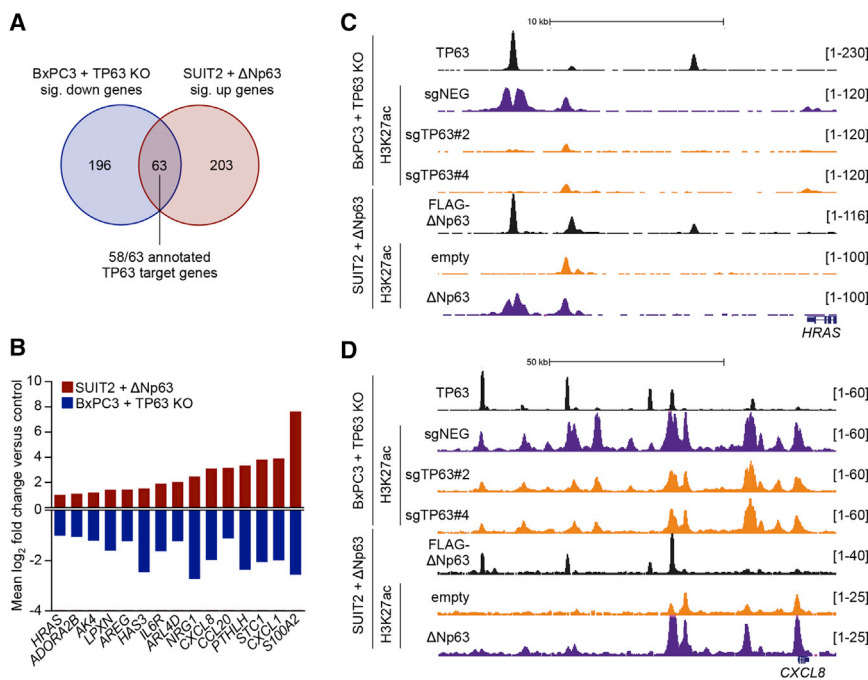 A
BxPC3 + TP63 KO
sig. down genes
SUIT2 + ΔNp63
sig. up genes
196
63
203
58/63 annotated
TP63 target genes
B
Mean log2 fold change versus control
10
8
6
4
2
0
-2
-4
SUIT2 + ΔNp63
BxPC3 + TP63 KO
HRAS
ADORA2B
AK4
LPXN
AREG
HAS3
IL6R
ARL4D
NRG1
CXCL8
CCL20
PTHLH
STC1
CXCL1
S100A2
C
10 kb
BxPC3 + TP63 KO
H3K27ac
TP63 [1-230]
sgNEG [1-120]
sgTP63#2 [1-120]
sgTP63#4 [1-120]
SUIT2 + ΔNp63
H3K27ac
FLAG-
ΔNp63 [1-116]
empty [1-100]
ΔNp63 [1-100]
HRAS
D
50 kb
BxPC3 + TP63 KO
H3K27ac
TP63 [1-60]
sgNEG [1-60]
sgTP63#2 [1-60]
sgTP63#4 [1-60]
SUIT2 + ΔNp63
H3K27ac
FLAG-
ΔNp63 [1-40]
empty [1-25]
ΔNp63 [1-25]
CXCL8